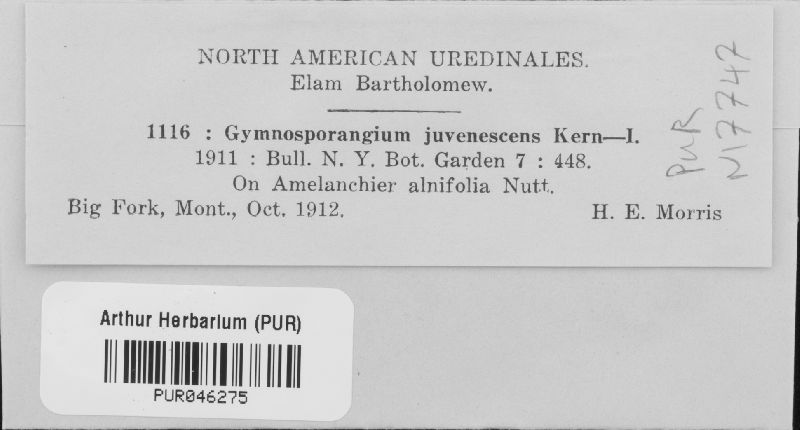 NORTH AMERICAN UREDINALES.
Elam Bartholomew.
1116 : Gymnosporangium juvenescens Kern—I.
1911 : Bull. N. Y. Bot. Garden 7 : 448.
On Amelanchier alnifolia Nutt.
Big Fork, Mont., Oct. 1912. H. E. Morris
PUR
N17747
Arthur Herbarium (PUR)
PUR046275